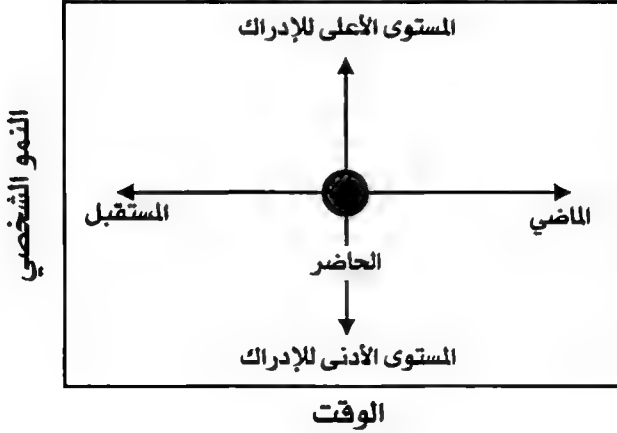 المستوى الأعلى للإدراك
النمو الشخصي
الماضي
المستقبل
الحاضر
المستوى الأدنى للإدراك
الوقت